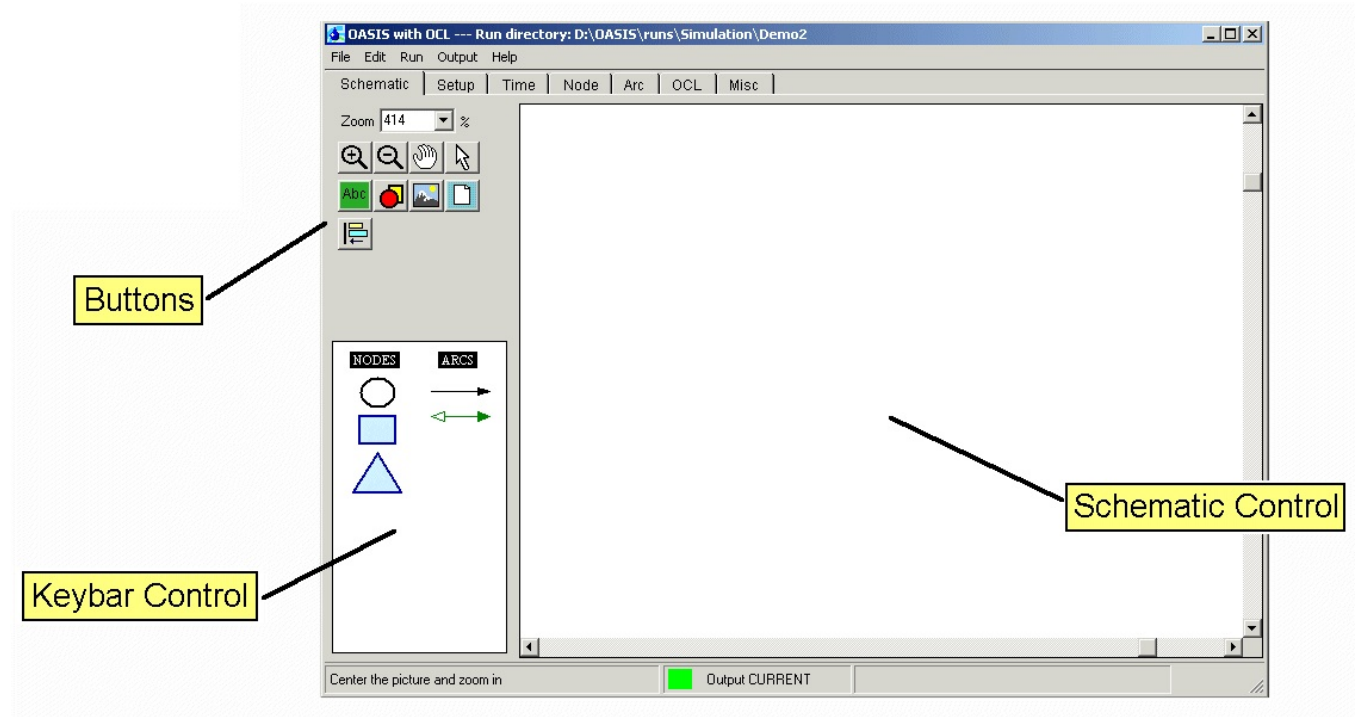 OASIS with OCL --- Run directory: D:\OASIS\runs\Simulation\Demo2
File Edit Run Output Help
Schematic Setup Time Node Arc OCL Misc
Zoom 414 %
Abc
Buttons
NODES ARCS
Schematic Control
Keybar Control
Center the picture and zoom in Output CURRENT